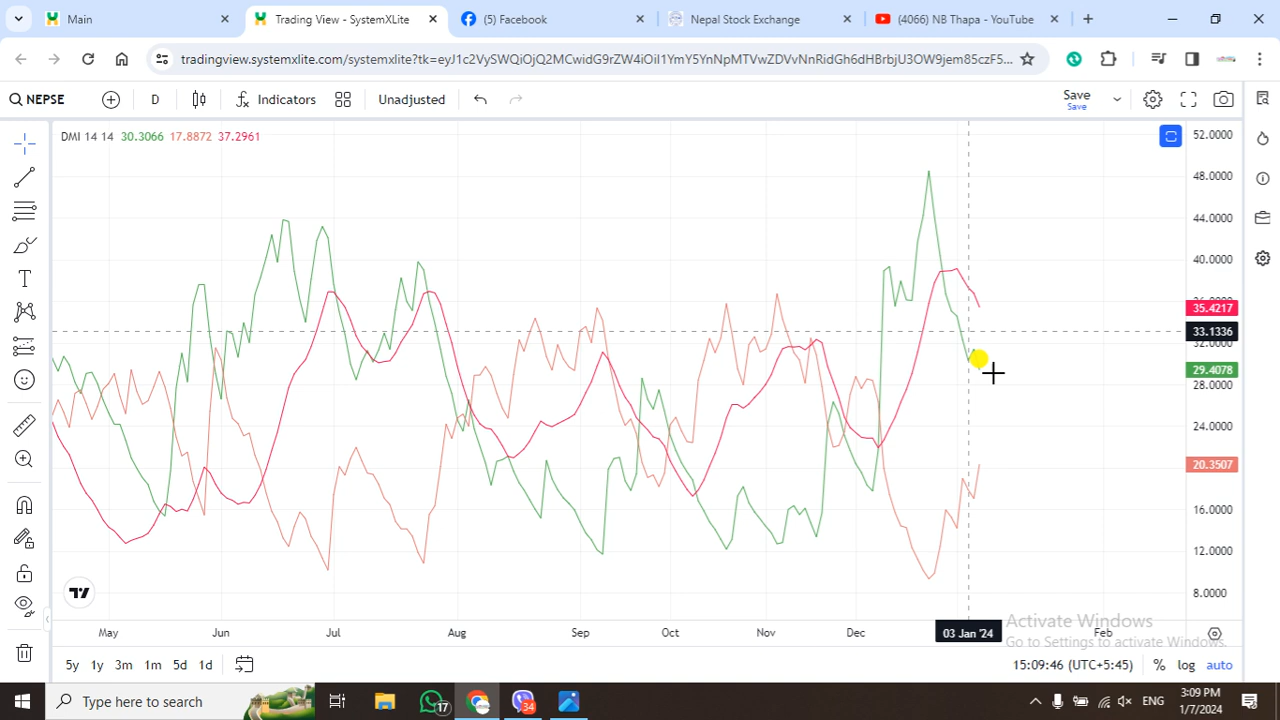 Main
Trading View - SystemXLite
(5) Facebook
Nepal Stock Exchange
(4066) NB Thapa - YouTube
tradingview.systemxlite.com/systemxlite?tk=eyJ1c2VySWQiOjQ2MCwidG9rZW4iOiI1YmY5YnNpMTVwZDVvNnRidGh6dHBrbjU3OW9jem85czF5...
NEPSE
D
Indicators
Unadjusted
Save
Save
DMI 14 14 30.3066 17.8872 37.2961
52.0000
48.0000
44.0000
40.0000
36.0000
35.4217
33.1336
32.0000
29.4078
28.0000
24.0000
20.3507
16.0000
12.0000
8.0000
May
Jun
Jul
Aug
Sep
Oct
Nov
Dec
03 Jan '24
Feb
Activate Windows
Go to Settings to activate Windows.
5y 1y 3m 1m 5d 1d
15:09:46 (UTC+5:45)
% log auto
Type here to search
17
34
ENG
3:09 PM
1/7/2024